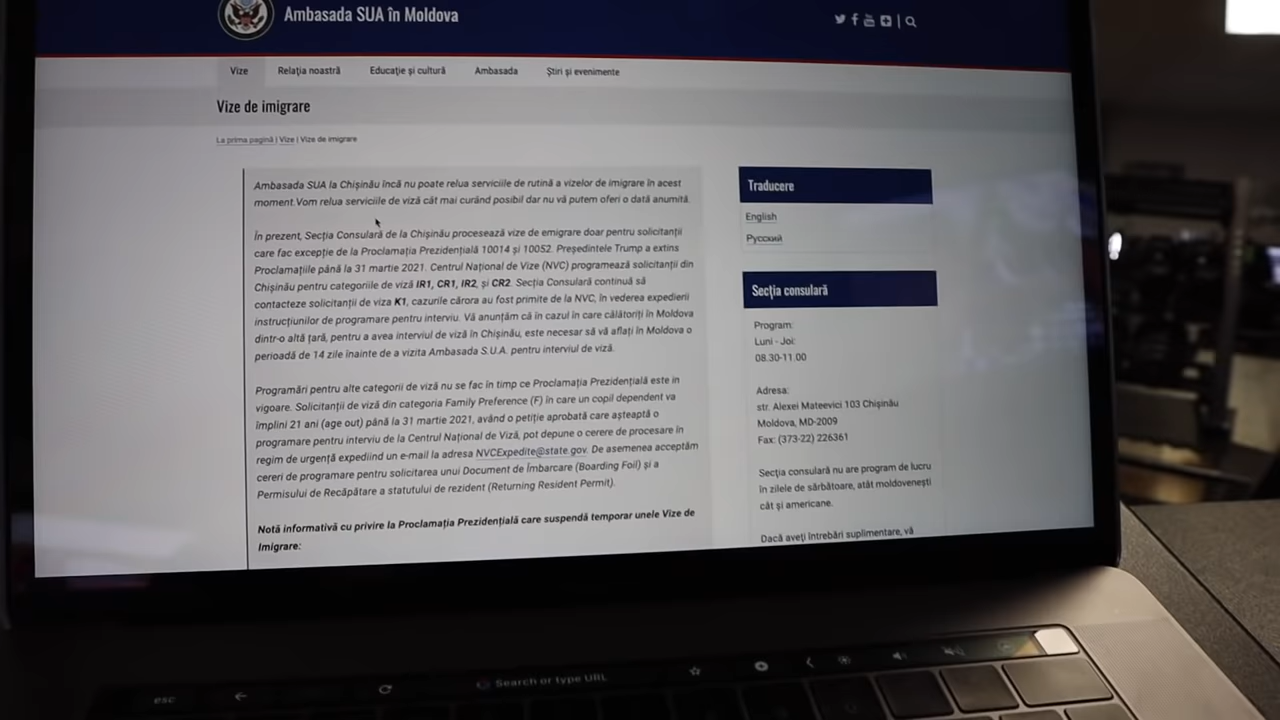 Ambasada SUA în Moldova
Vize Relația noastră Educație și cultură Ambasada Știri și evenimente
Vize de imigrare
La prima pagină | Vize | Vize de imigrare
Ambasada SUA la Chișinău încă nu poate relua serviciile de rutină a vizelor de imigrare în acest
moment.Vom relua serviciile de viză cât mai curând posibil dar nu vă putem oferi o dată anumită.
În prezent, Secția Consulară de la Chișinău procesează vize de emigrare doar pentru solicitanții
care fac excepție de la Proclamația Prezidențială 10014 și 10052. Președintele Trump a extins
Proclamațiile până la 31 martie 2021. Centrul Național de Vize (NVC) programează solicitanții din
Chișinău pentru categoriile de viză IR1, CR1, IR2, și CR2. Secția Consulară continuă să
contacteze solicitanții de viza K1, cazurile cărora au fost primite de la NVC, în vederea expedierii
instrucțiunilor de programare pentru interviu. Vă anunțăm că în cazul în care călătoriți în Moldova
dintr-o altă țară, pentru a avea interviul de viză în Chișinău, este necesar să vă aflați în Moldova o
perioadă de 14 zile înainte de a vizita Ambasada S.U.A. pentru interviul de viză.
Programări pentru alte categorii de viză nu se fac în timp ce Proclamația Prezidențială este in
vigoare. Solicitanții de viză din categoria Family Preference (F) în care un copil dependent va
împlini 21 ani (age out) până la 31 martie 2021, având o petiție aprobată care așteaptă o
programare pentru interviu de la Centrul Național de Viză, pot depune o cerere de procesare în
regim de urgență expediind un e-mail la adresa NVCExpedite@state.gov. De asemenea acceptăm
cereri de programare pentru solicitarea unui Document de Îmbarcare (Boarding Foil) și a
Permisului de Recăpătare a statutului de rezident (Returning Resident Permit).
Notă informativă cu privire la Proclamația Prezidențială care suspendă temporar unele Vize de
Imigrare:
Traducere
English
Русский
Secția consulară
Program:
Luni - Joi:
08.30-11.00
Adresa:
str. Alexei Mateevici 103 Chișinău
Moldova, MD-2009
Fax: (373-22) 226361
Secția consulară nu are program de lucru
în zilele de sărbătoare, atât moldovenești
cât și americane.
Dacă aveți întrebări suplimentare, vă
esc Search or type URL